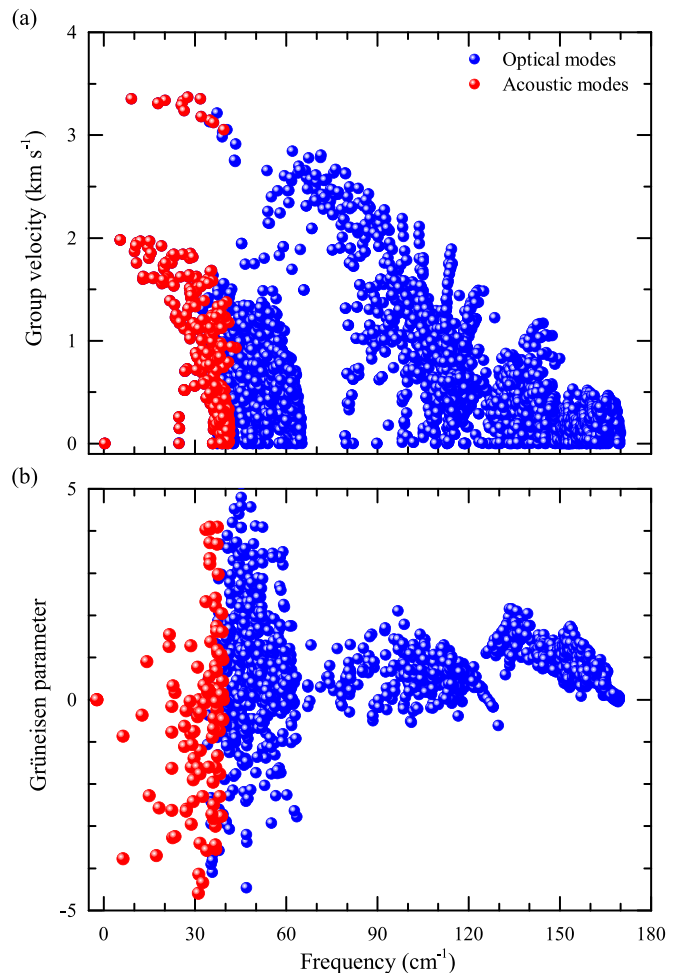 (a)
4
3
2
1
0
Group velocity (km s⁻¹)
Optical modes
Acoustic modes
(b)
5
0
-5
Grüneisen parameter
0 30 60 90 120 150 180
Frequency (cm⁻¹)